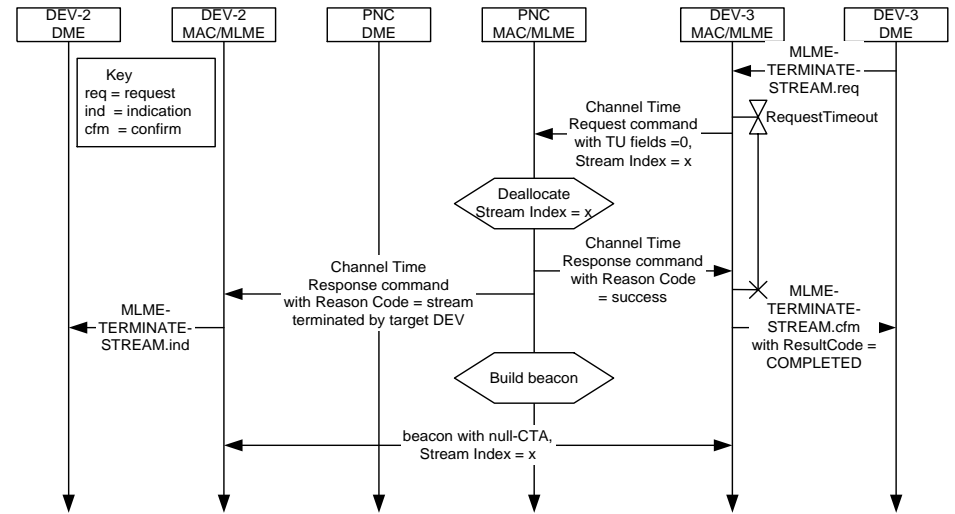 DEV-2
DME
DEV-2
MAC/MLME
PNC
DME
PNC
MAC/MLME
DEV-3
MAC/MLME
DEV-3
DME
Key
req = request
ind = indication
cfm = confirm
MLME-
TERMINATE-
STREAM.req
RequestTimeout
Channel Time
Request command
with TU fields =0,
Stream Index = x
Deallocate
Stream Index = x
Channel Time
Response command
with Reason Code
= success
Channel Time
Response command
with Reason Code = stream
terminated by target DEV
MLME-
TERMINATE-
STREAM.ind
MLME-
TERMINATE-
STREAM.cfm
with ResultCode =
COMPLETED
Build beacon
beacon with null-CTA,
Stream Index = x